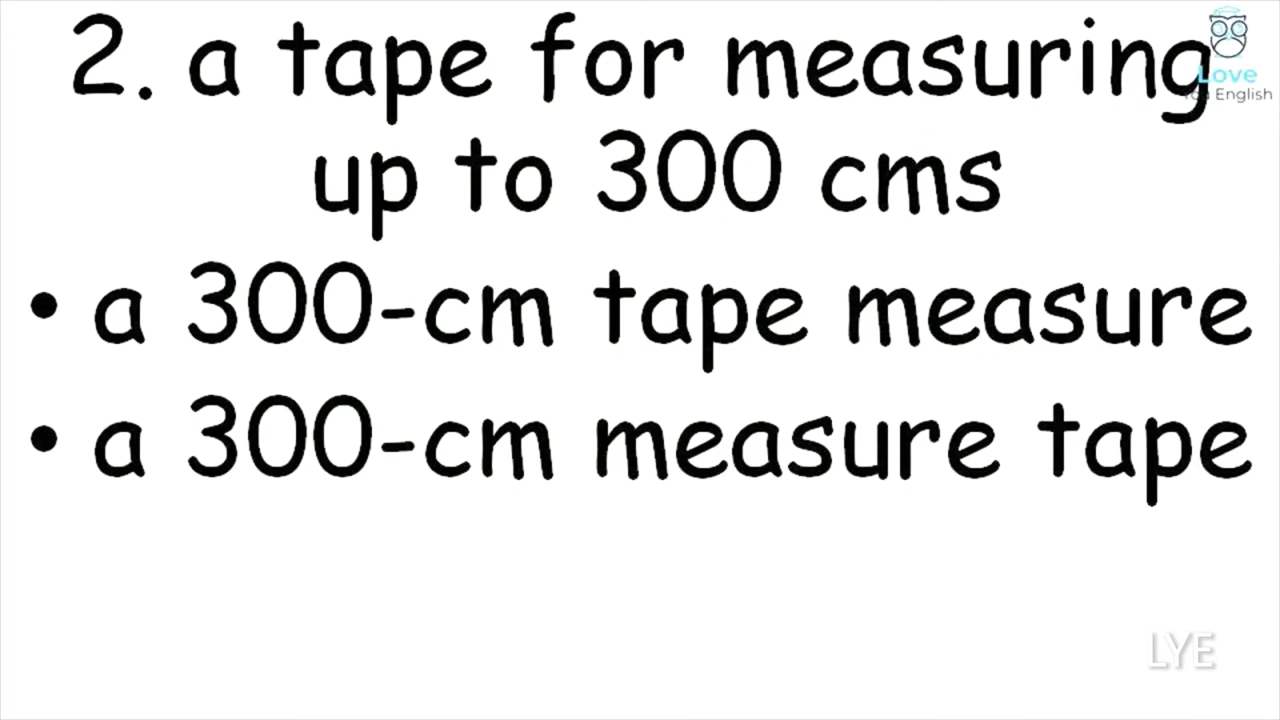 2. a tape for measuring
up to 300 cms
• a 300-cm tape measure
• a 300-cm measure tape
Love
You English
LYE